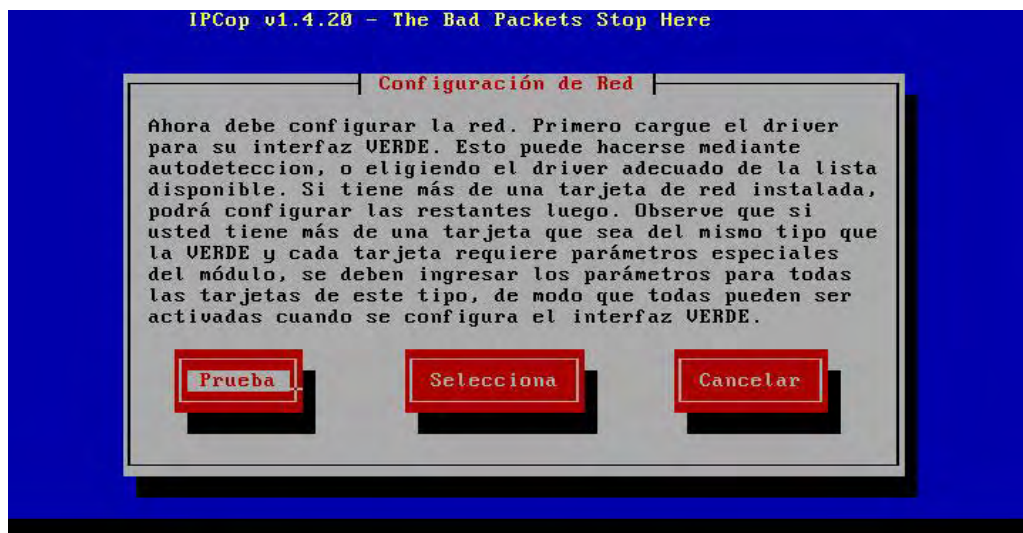 IPCop v1.4.20 - The Bad Packets Stop Here
Configuración de Red
Ahora debe configurar la red. Primero cargue el driver
para su interfaz VERDE. Esto puede hacerse mediante
autodeteccion, o eligiendo el driver adecuado de la lista
disponible. Si tiene más de una tarjeta de red instalada,
podrá configurar las restantes luego. Observe que si
usted tiene más de una tarjeta que sea del mismo tipo que
la VERDE y cada tarjeta requiere parámetros especiales
del módulo, se deben ingresar los parámetros para todas
las tarjetas de este tipo, de modo que todas pueden ser
activadas cuando se configura el interfaz VERDE.
Prueba Selecciona Cancelar